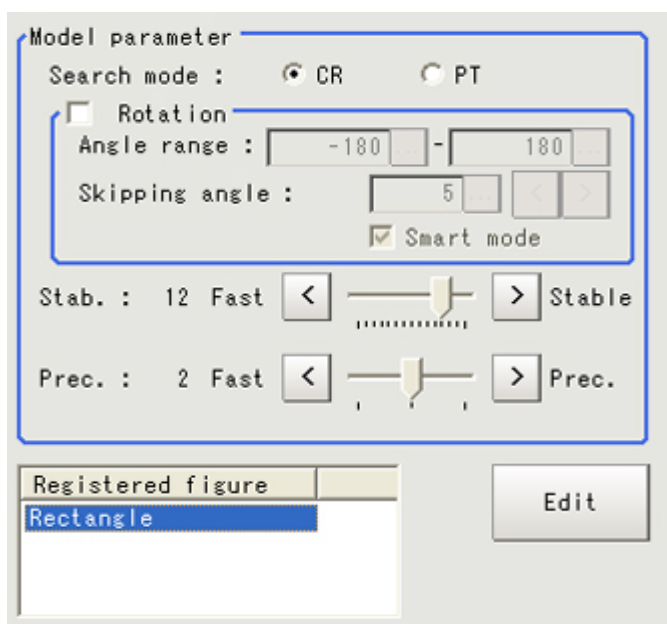 Model parameter
Search mode : CR PT
Rotation
Angle range : -180 ... - 180 ...
Skipping angle : 5 ... < >
Smart mode
Stab. : 12 Fast < > Stable
Prec. : 2 Fast < > Prec.
Registered figure
Rectangle
Edit